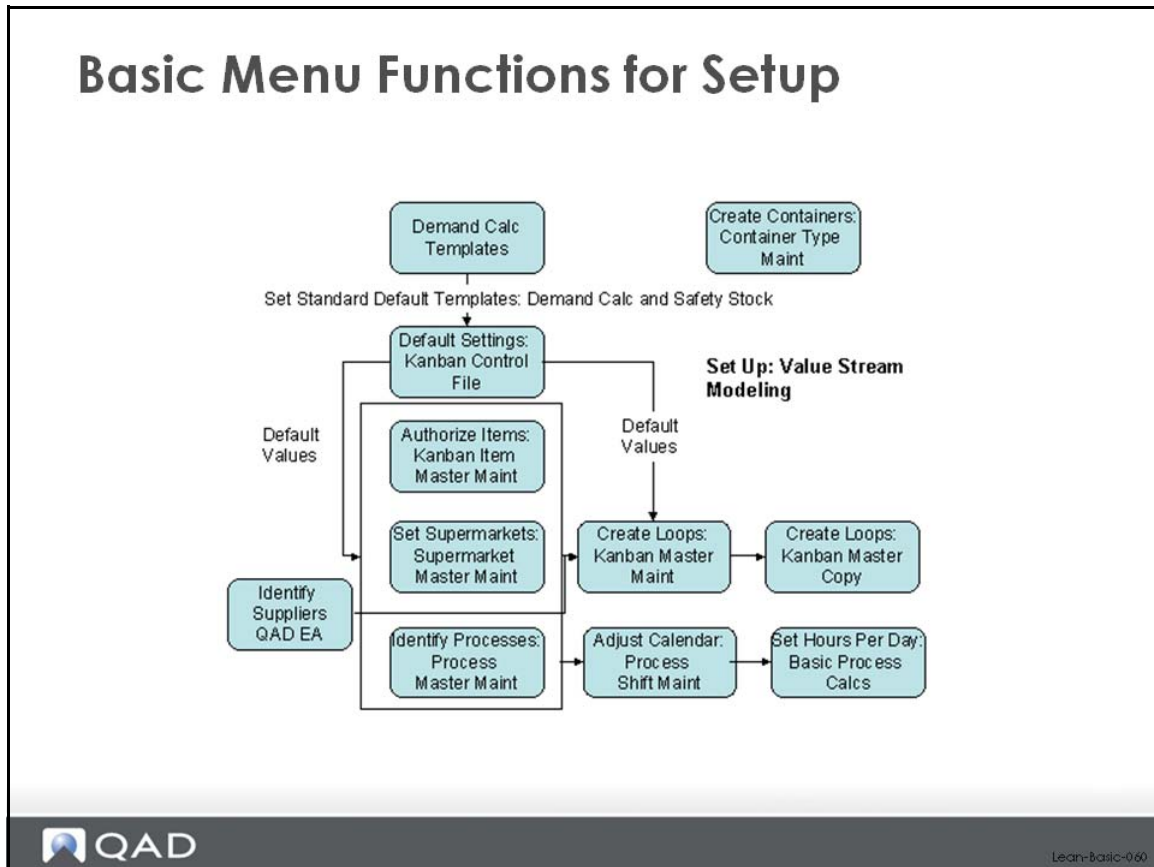 Basic Menu Functions for Setup
Demand Calc
Templates
Create Containers:
Container Type
Maint
Set Standard Default Templates: Demand Calc and Safety Stock
Default Settings:
Kanban Control
File
Set Up: Value Stream
Modeling
Default
Values
Default
Values
Authorize Items:
Kanban Item
Master Maint
Set Supermarkets:
Supermarket
Master Maint
Create Loops:
Kanban Master
Maint
Create Loops:
Kanban Master
Copy
Identify
Suppliers
QAD EA
Identify Processes:
Process
Master Maint
Adjust Calendar:
Process
Shift Maint
Set Hours Per Day:
Basic Process
Calcs
QAD
Lean-Basic-060